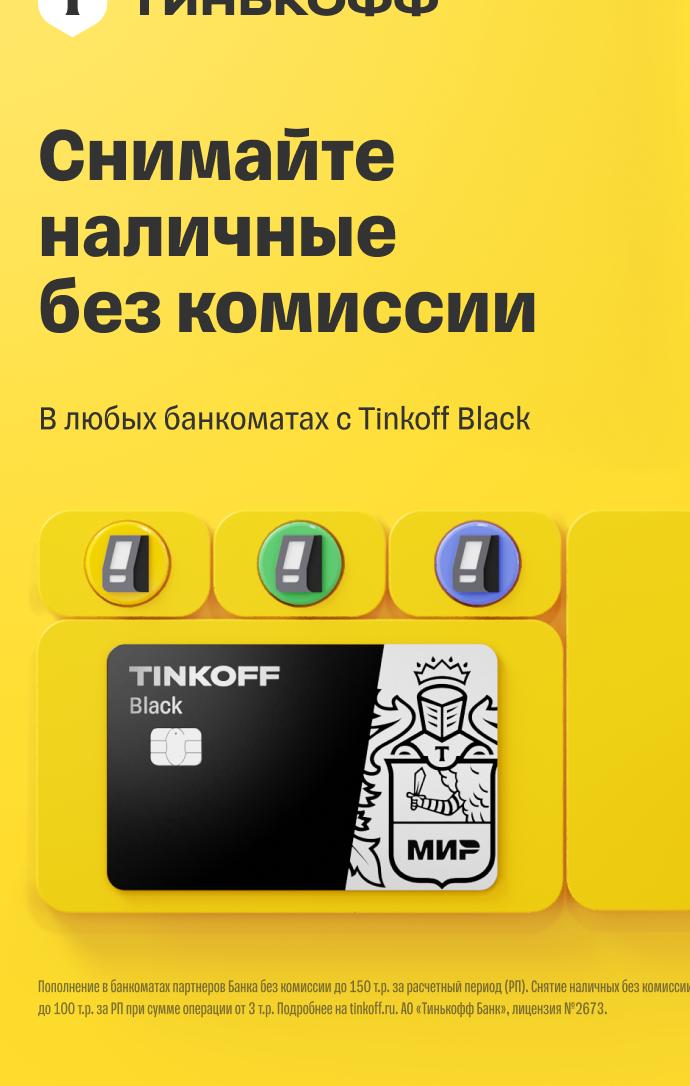 ТИНЬКОФФ
Снимайте
наличные
без комиссии
В любых банкоматах с Tinkoff Black
TINKOFF
Black
Т
МИР
Пополнение в банкоматах партнеров Банка без комиссии до 150 т.р. за расчетный период (РП). Снятие наличных без комиссии
до 100 т.р. за РП при сумме операции от 3 т.р. Подробнее на tinkoff.ru. АО «Тинькофф Банк», лицензия №2673.